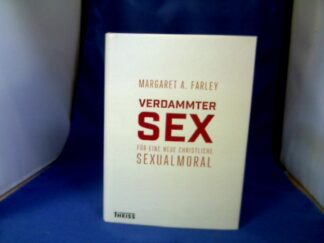 MARGARET A. FARLEY
VERDAMMTER
SEX
FÜR EINE NEUE CHRISTLICHE
SEXUALMORAL
THEISS